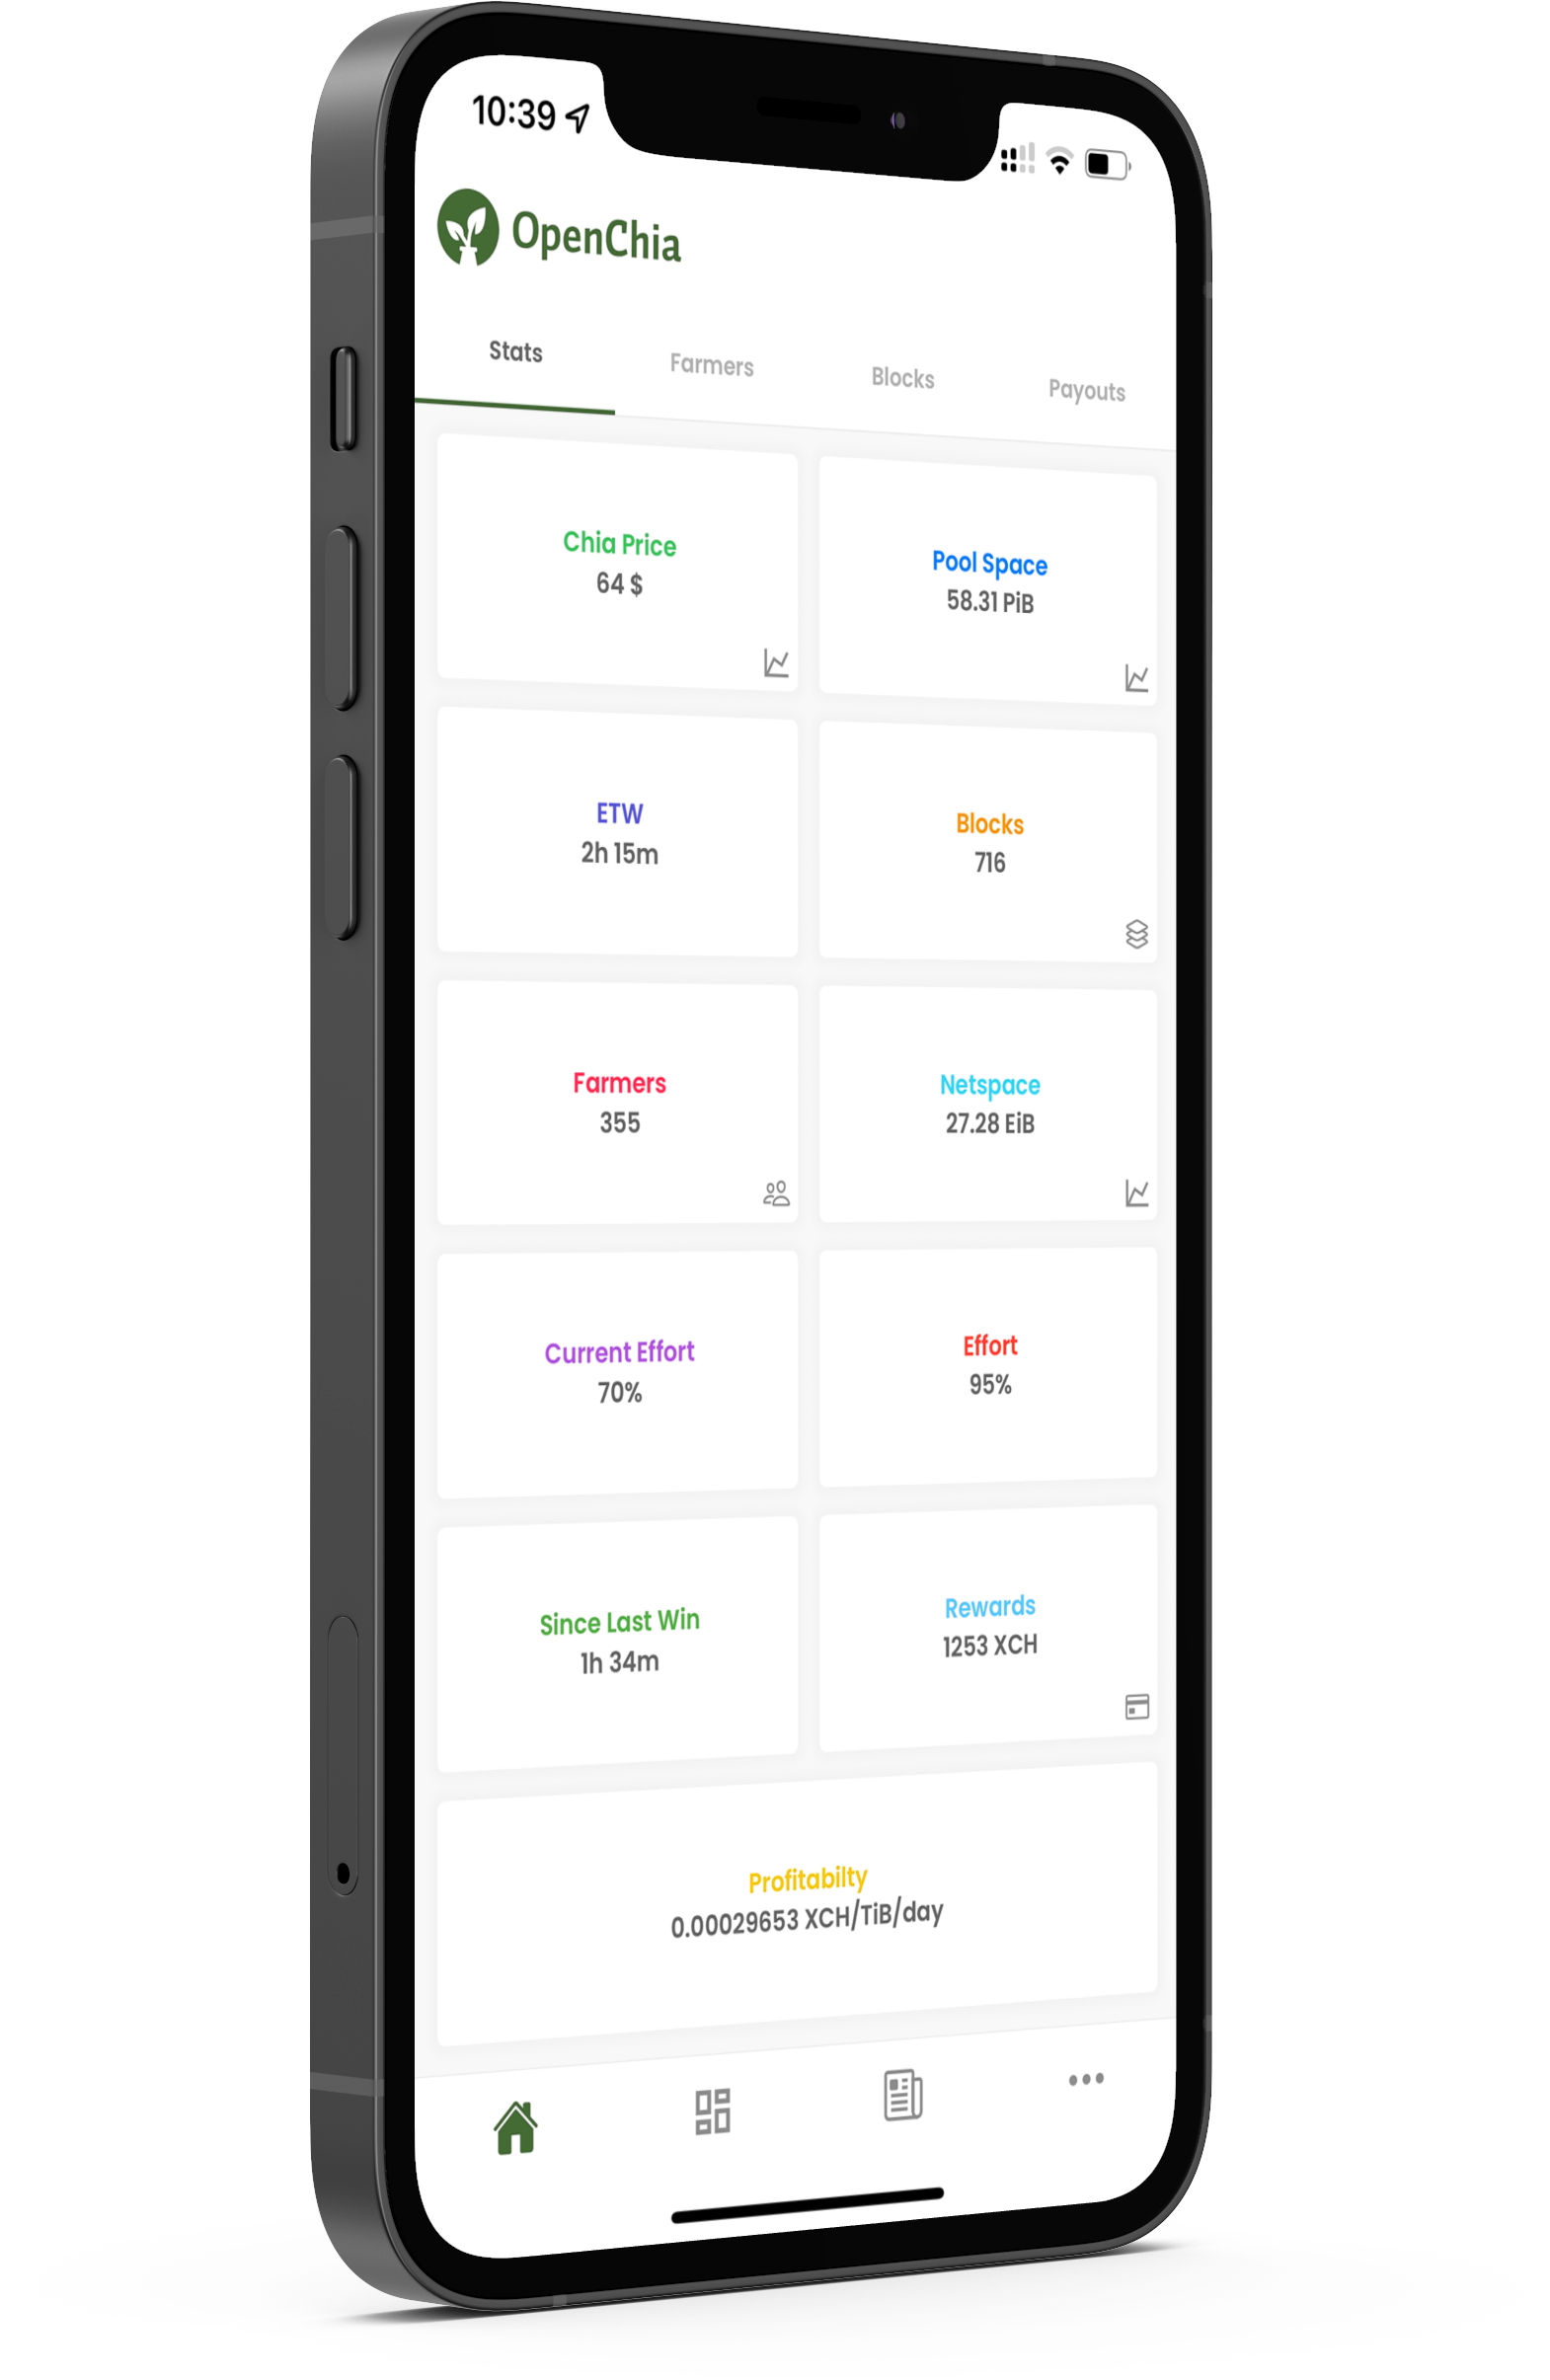 10:39
OpenChia
Stats Farmers Blocks Payouts
Chia Price
64 $
Pool Space
58.31 PiB
ETW
2h 15m
Blocks
716
Farmers
355
Netspace
27.28 EiB
Current Effort
70%
Effort
95%
Since Last Win
1h 34m
Rewards
1253 XCH
Profitabilty
0.00029653 XCH/TiB/day